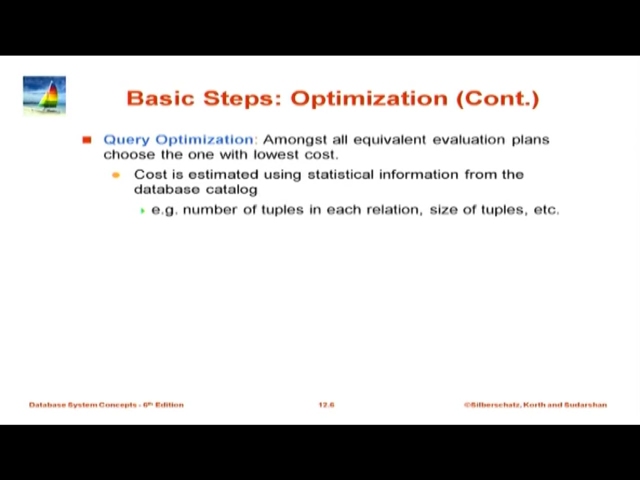 Basic Steps: Optimization (Cont.)
Query Optimization: Amongst all equivalent evaluation plans
choose the one with lowest cost.
Cost is estimated using statistical information from the
database catalog
e.g. number of tuples in each relation, size of tuples, etc.
Database System Concepts - 6th Edition 12.6 ©Silberschatz, Korth and Sudarshan